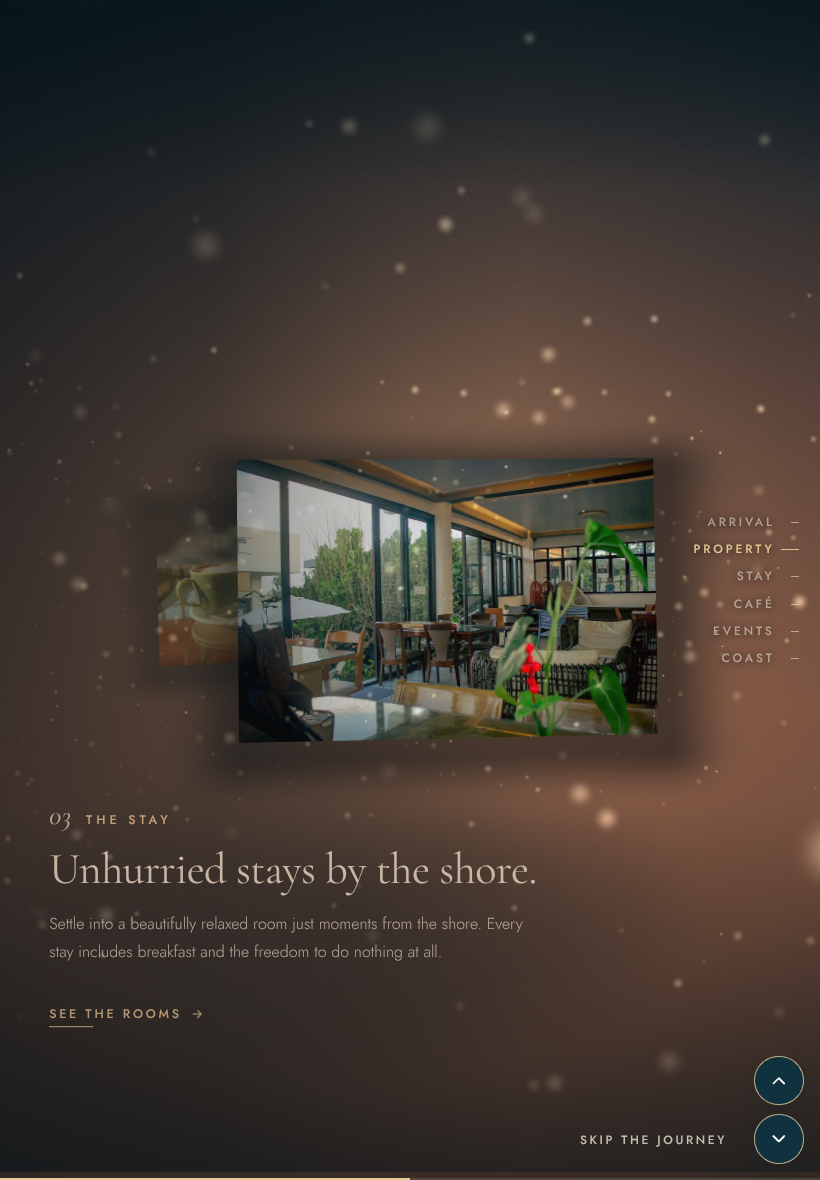 ARRIVAL
PROPERTY
STAY
CAFÉ
EVENTS
COAST
03 THE STAY
Unhurried stays by the shore.
Settle into a beautifully relaxed room just moments from the shore. Every
stay includes breakfast and the freedom to do nothing at all.
SEE THE ROOMS →
SKIP THE JOURNEY